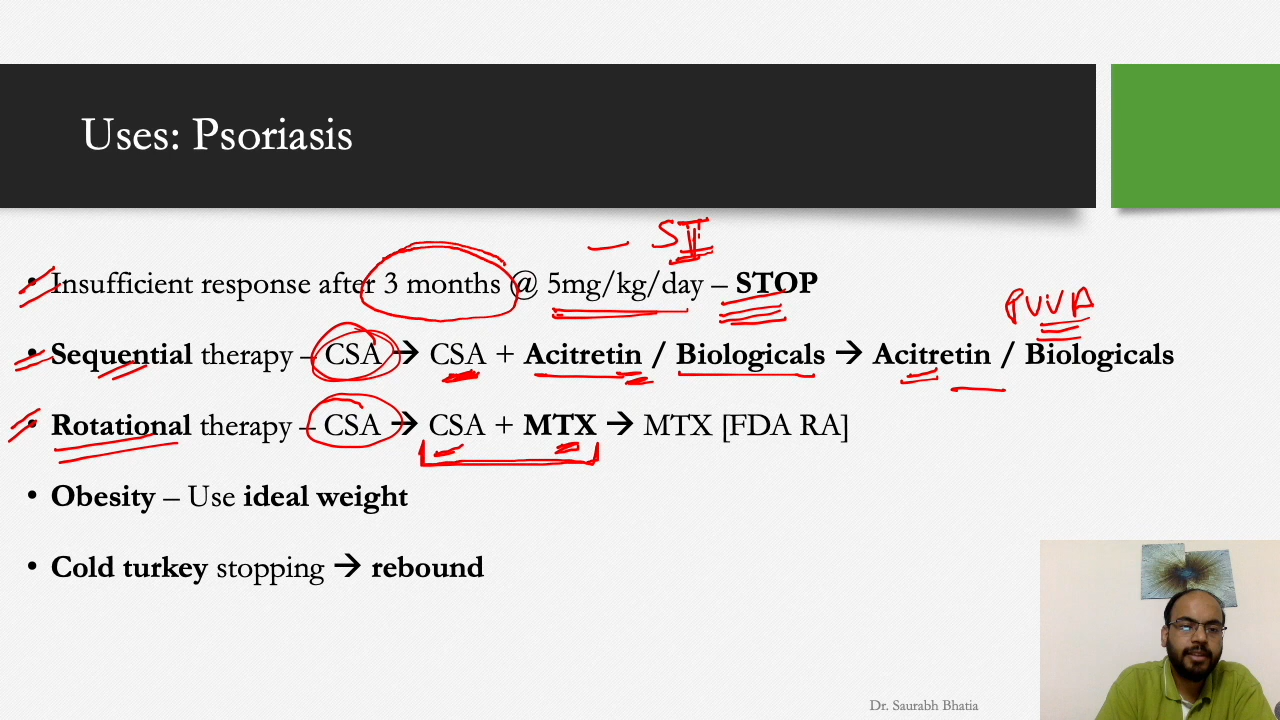 Uses: Psoriasis
– SII
• Insufficient response after 3 months @ 5mg/kg/day – STOP
PUVA
• Sequential therapy – CSA → CSA + Acitretin / Biologicals → Acitretin / Biologicals
• Rotational therapy – CSA → CSA + MTX → MTX [FDA RA]
• Obesity – Use ideal weight
• Cold turkey stopping → rebound
Dr. Saurabh Bhatia